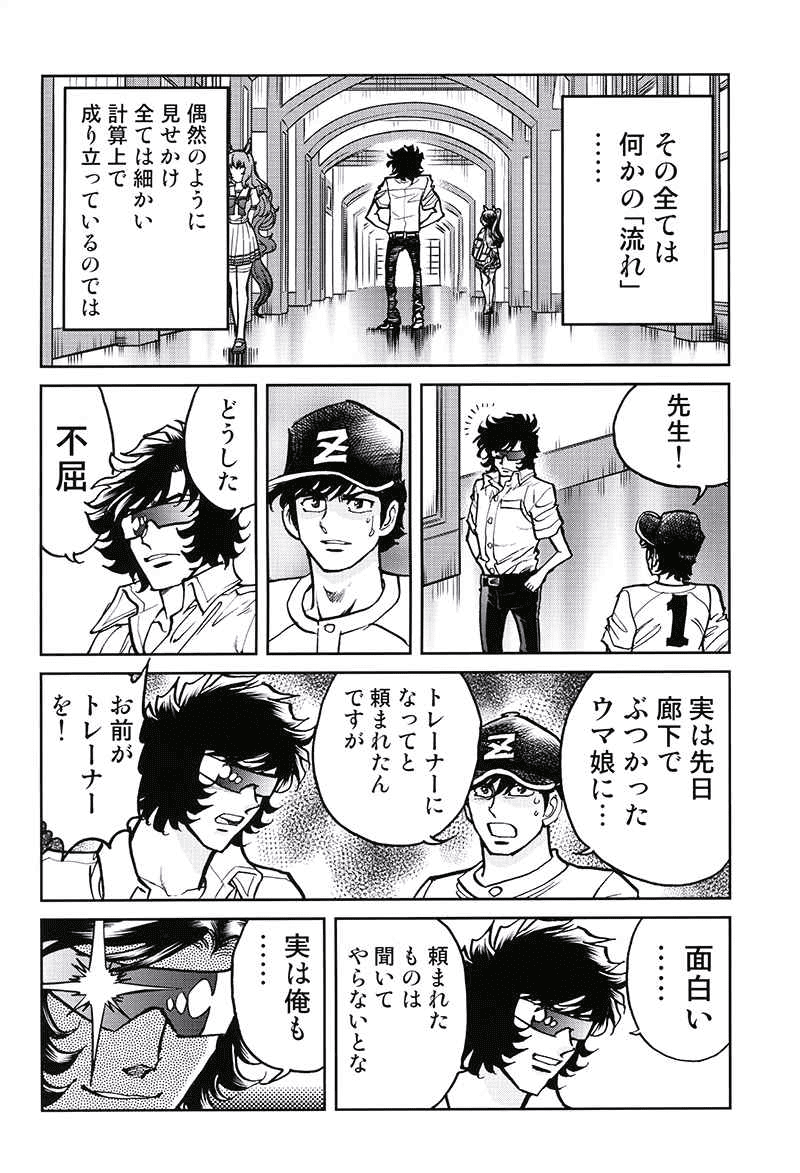 その全ては
何かの「流れ」
……
偶然のように
見せかけ
全ては細かい
計算上で
成り立っているのでは
先生！
1
Z
どうした
不屈
実は先日
廊下で
ぶつかった
ウマ娘に…
Z
トレーナーに
なってと
頼まれたん
ですが
お前が
トレーナー
を！
面白い
……
頼まれた
ものは
聞いて
やらないとな
実は俺も
……